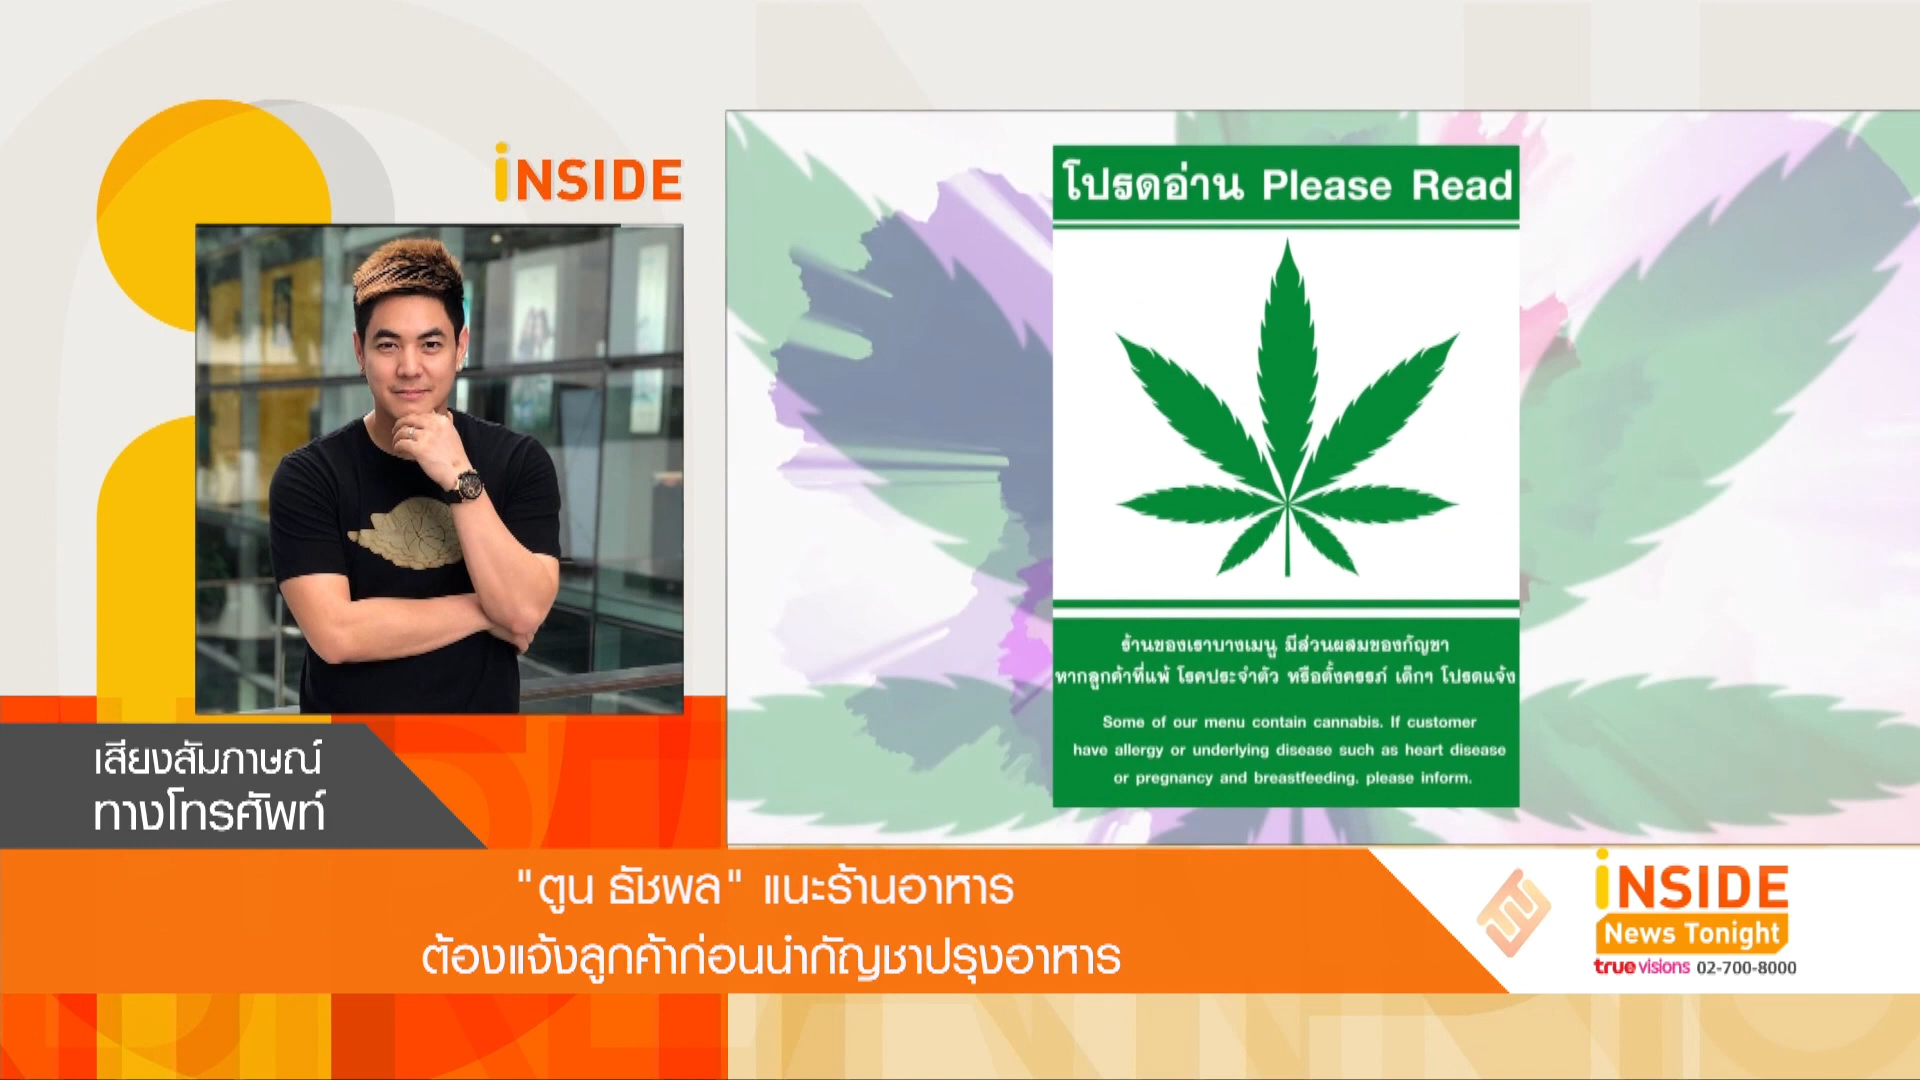 iNSIDE
โปรดอ่าน Please Read
ร้านของเราบางเมนู มีส่วนผสมของกัญชา
หากลูกค้าที่แพ้ โรคประจำตัว หรือตั้งครรภ์ เด็กๆ โปรดแจ้ง
Some of our menu contain cannabis. If customer
have allergy or underlying disease such as heart disease
or pregnancy and breastfeeding. please inform.
เสียงสัมภาษณ์
ทางโทรศัพท์
"ตูน ธัชพล" แนะร้านอาหาร
ต้องแจ้งลูกค้าก่อนนำกัญชาปรุงอาหาร
iNSIDE
News Tonight
truevisions 02-700-8000